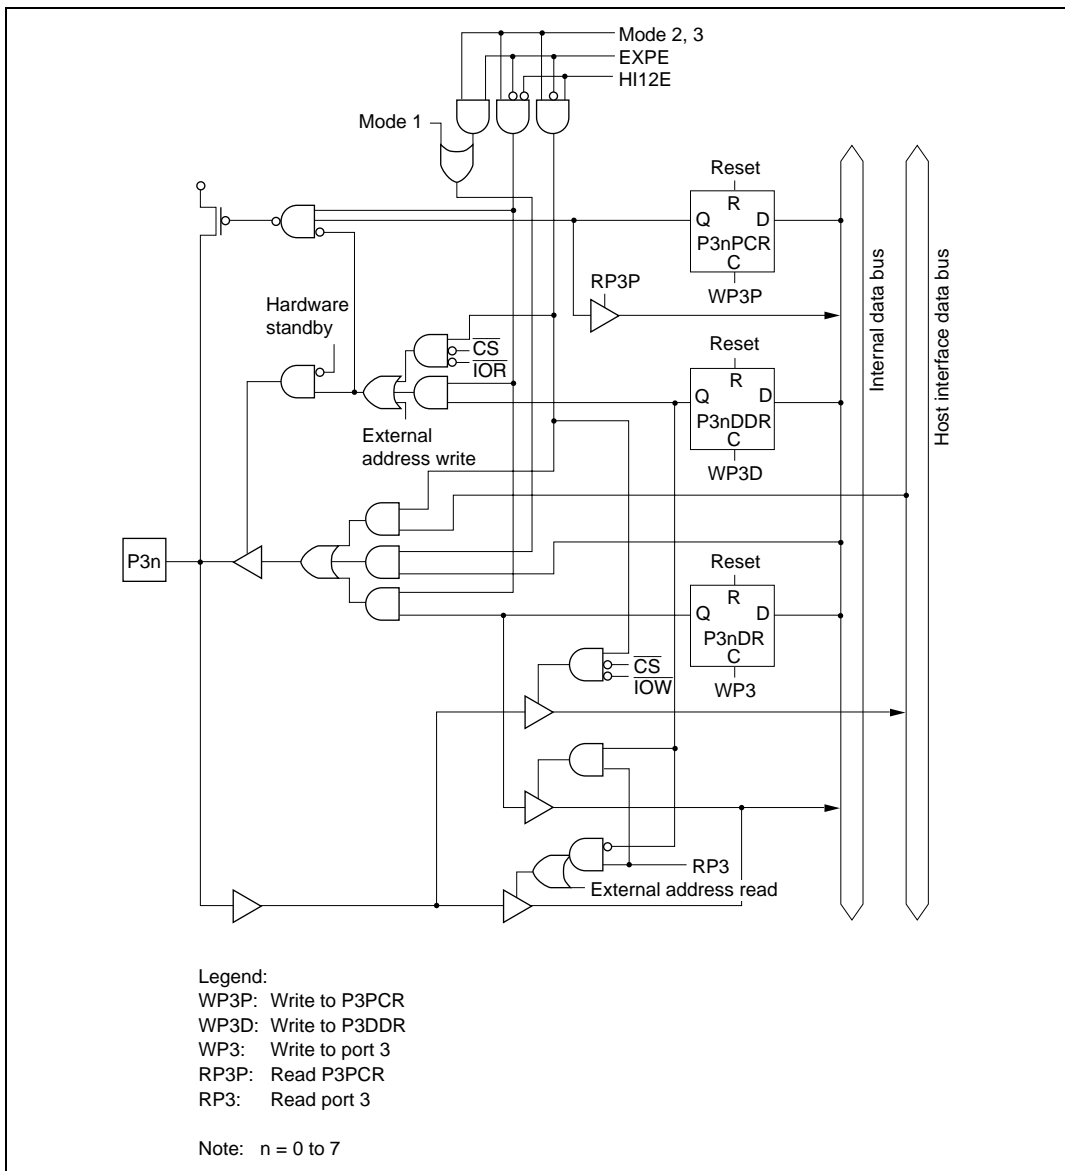 Mode 2, 3
EXPE
HI12E
Mode 1
Reset
R
Q D
P3nPCR
C
WP3P
RP3P
Hardware
standby
CS
IOR
External
address write
Reset
R
Q D
P3nDDR
C
WP3D
Internal data bus
Host interface data bus
P3n
Reset
R
Q D
P3nDR
C
WP3
CS
IOW
RP3
External address read
Legend:
WP3P: Write to P3PCR
WP3D: Write to P3DDR
WP3: Write to port 3
RP3P: Read P3PCR
RP3: Read port 3
Note: n = 0 to 7